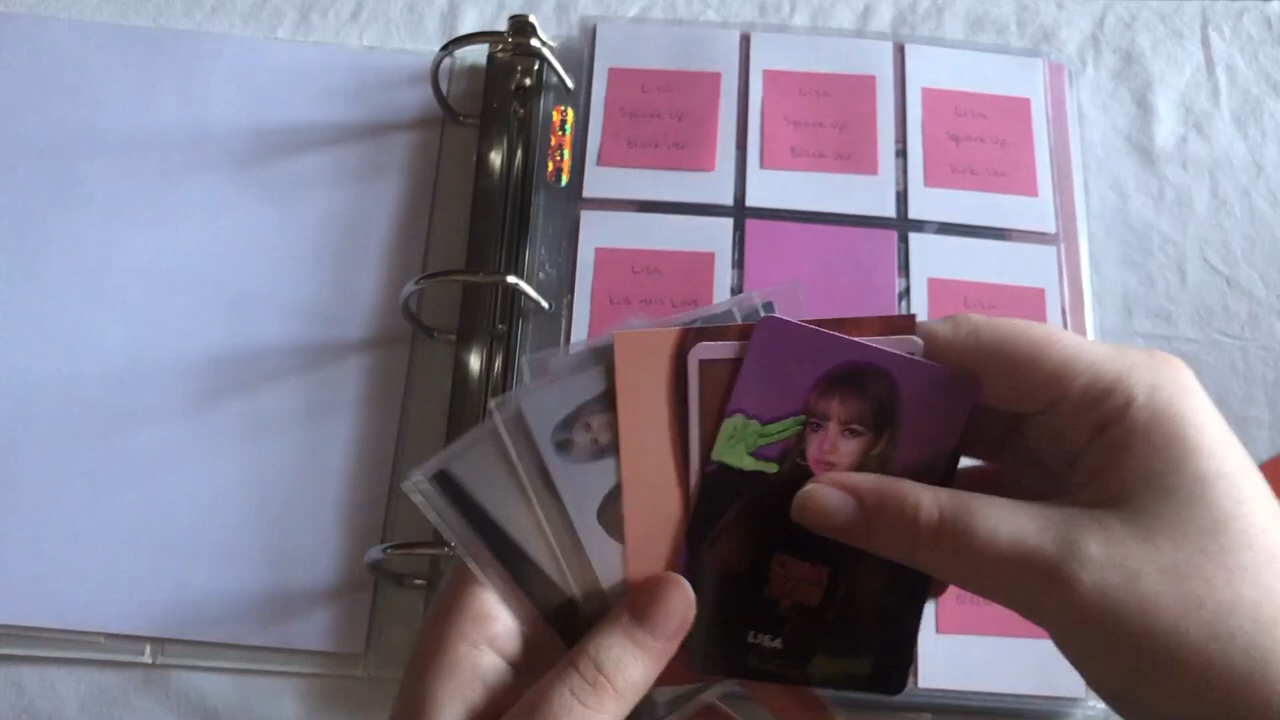 Lisa
Square Up
Black ver
Lisa
Square Up
Black ver
Lisa
Square Up
Pink ver
Lisa
Kill This Love
Lisa
LISA